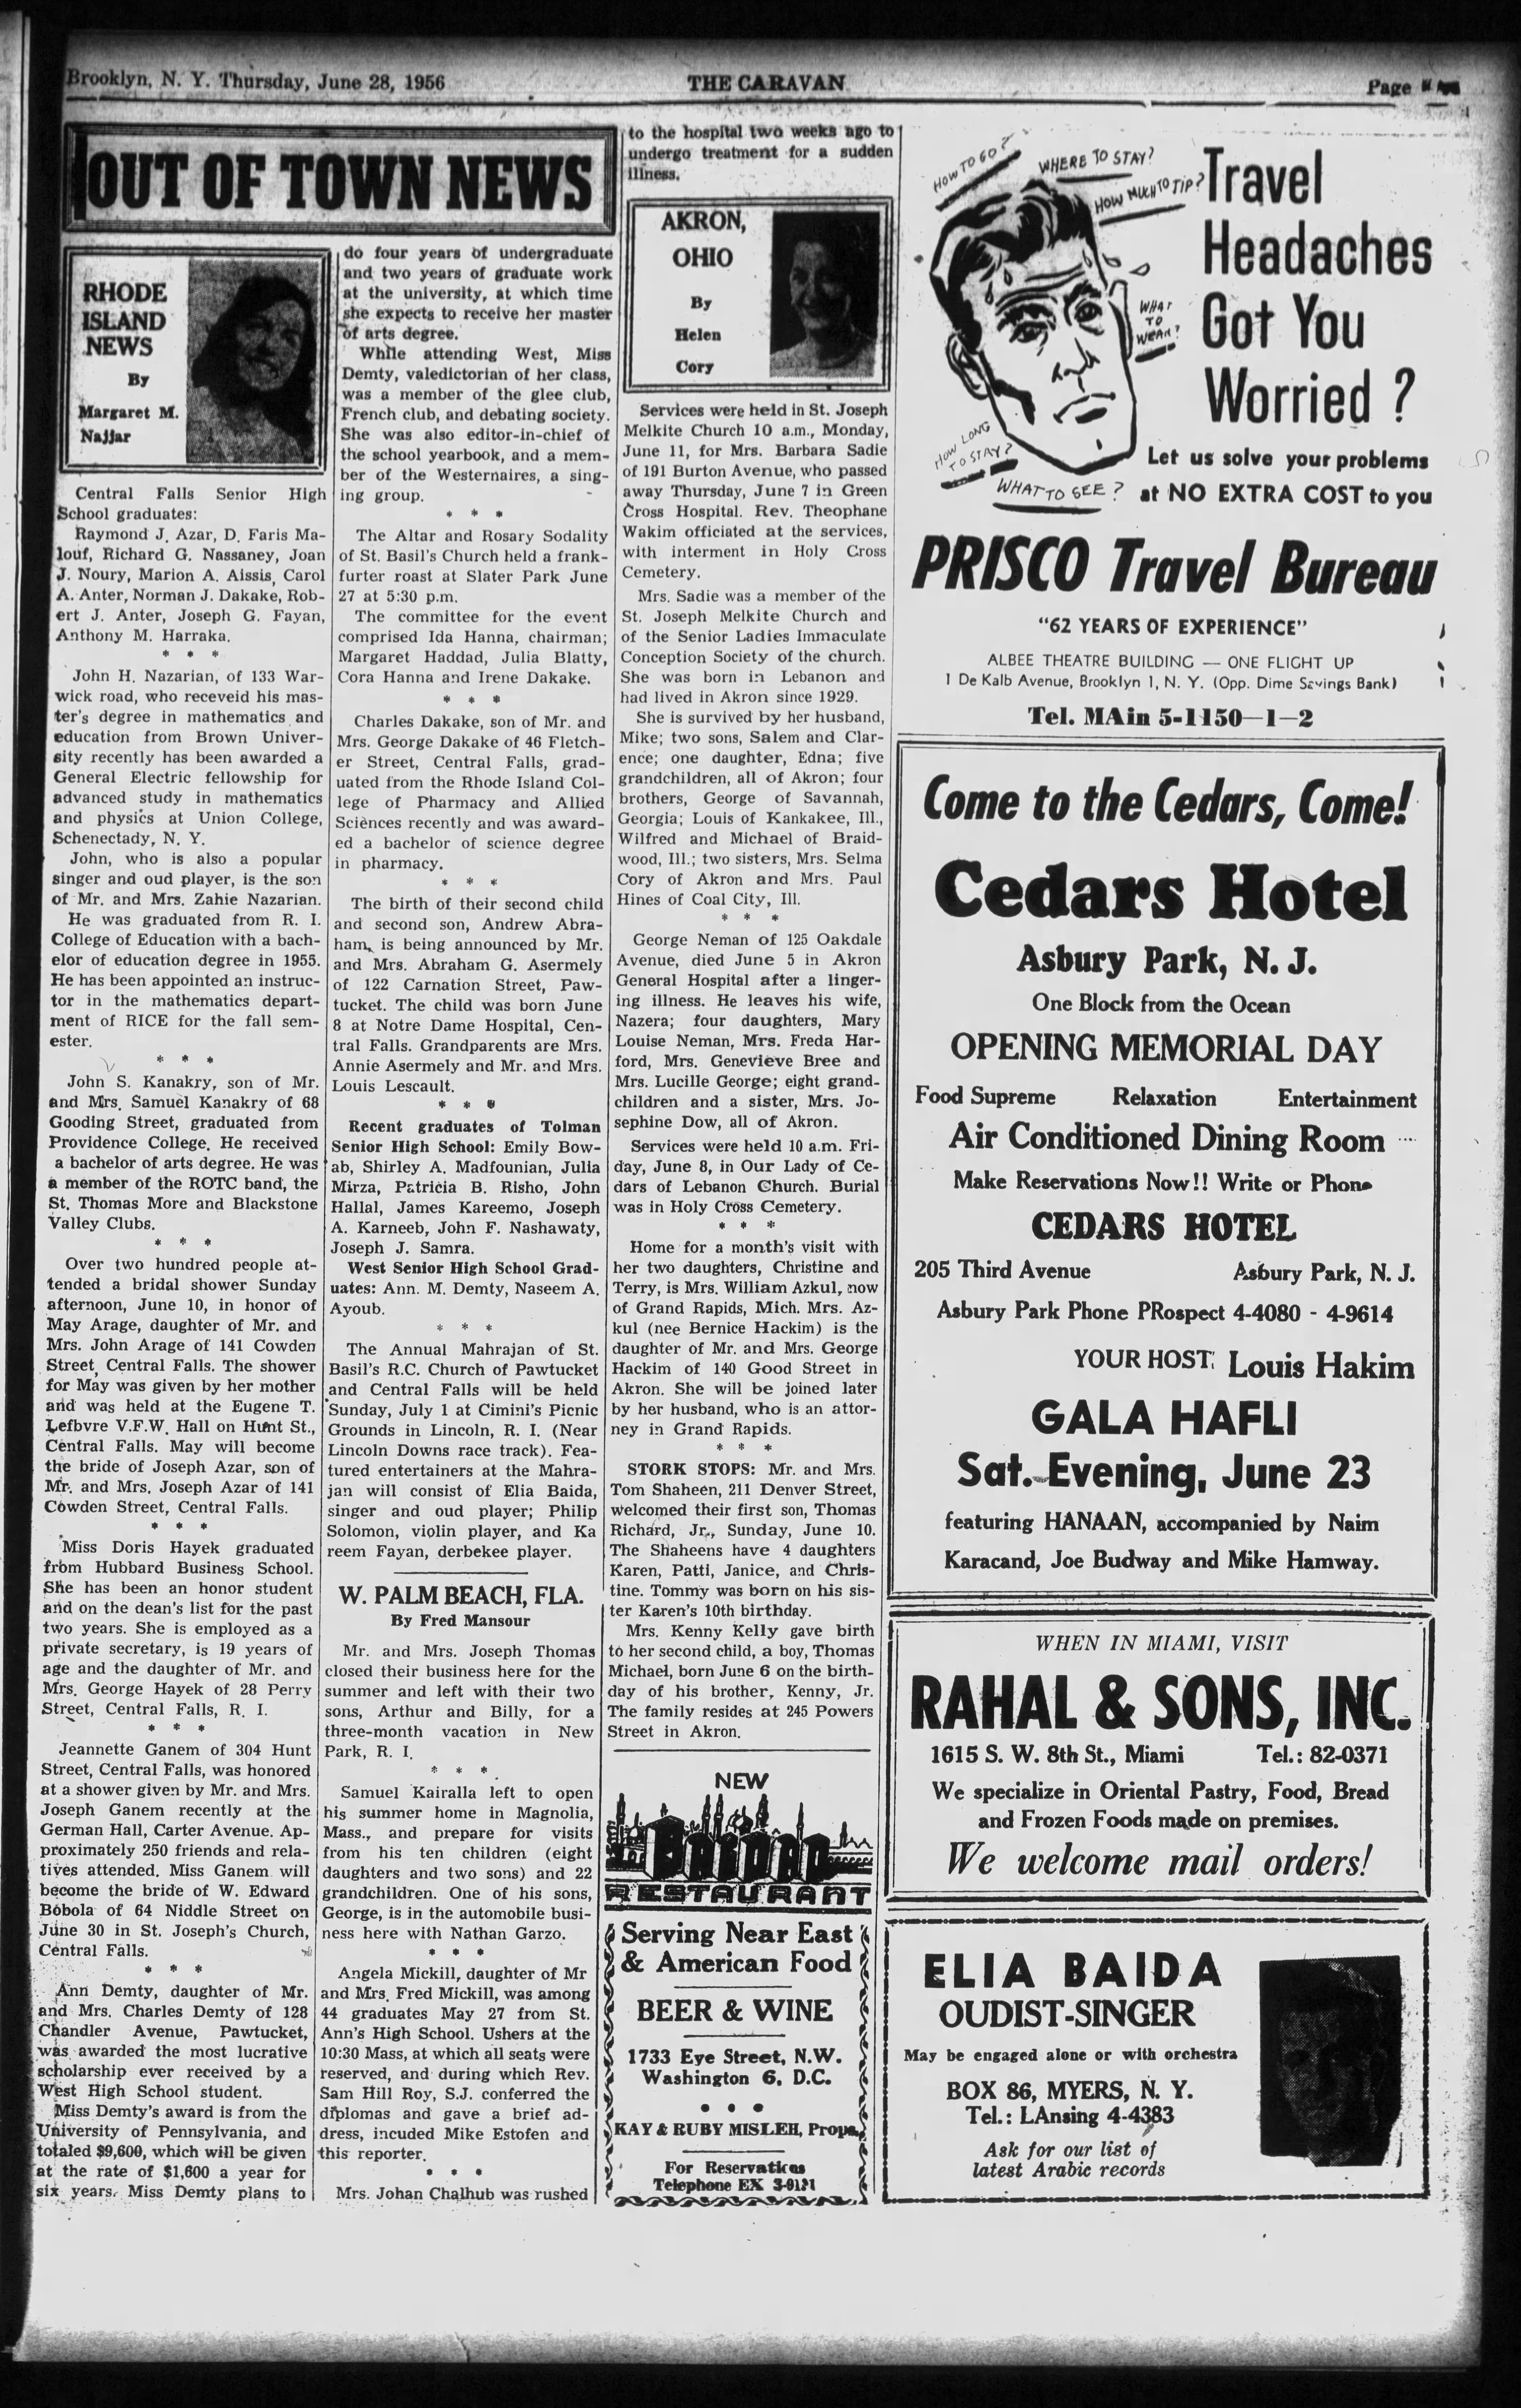 Brooklyn, N. Y. Thursday, June 28, 1956
THE CARAVAN
Page
OUT OF TOWN NEWS
RHODE
ISLAND
NEWS
By
Margaret M.
Najjar
Central Falls Senior High
School graduates:
Raymond J. Azar, D. Faris Ma-
louf, Richard G. Nassaney, Joan
J. Noury, Marion A. Aissis, Carol
A. Anter, Norman J. Dakake, Rob-
ert J. Anter, Joseph G. Fayan,
Anthony M. Harraka.
* * *
John H. Nazarian, of 133 War-
wick road, who receveid his mas-
ter's degree in mathematics and
education from Brown Univer-
sity recently has been awarded a
General Electric fellowship for
advanced study in mathematics
and physics at Union College,
Schenectady, N. Y.
John, who is also a popular
singer and oud player, is the son
of Mr. and Mrs. Zahie Nazarian.
He was graduated from R. I.
College of Education with a bach-
elor of education degree in 1955.
He has been appointed an instruc-
tor in the mathematics depart-
ment of RICE for the fall sem-
ester.
* * *
John S. Kanakry, son of Mr.
and Mrs. Samuel Kanakry of 68
Gooding Street, graduated from
Providence College. He received
a bachelor of arts degree. He was
a member of the ROTC band, the
St. Thomas More and Blackstone
Valley Clubs.
* * *
Over two hundred people at-
tended a bridal shower Sunday
afternoon, June 10, in honor of
May Arage, daughter of Mr. and
Mrs. John Arage of 141 Cowden
Street, Central Falls. The shower
for May was given by her mother
and was held at the Eugene T.
Lefbvre V.F.W. Hall on Hunt St.,
Central Falls. May will become
the bride of Joseph Azar, son of
Mr. and Mrs. Joseph Azar of 141
Cowden Street, Central Falls.
* * *
Miss Doris Hayek graduated
from Hubbard Business School.
She has been an honor student
and on the dean's list for the past
two years. She is employed as a
private secretary, is 19 years of
age and the daughter of Mr. and
Mrs. George Hayek of 28 Perry
Street, Central Falls, R. I.
* * *
Jeannette Ganem of 304 Hunt
Street, Central Falls, was honored
at a shower given by Mr. and Mrs.
Joseph Ganem recently at the
German Hall, Carter Avenue. Ap-
proximately 250 friends and rela-
tives attended. Miss Ganem will
become the bride of W. Edward
Bobola of 64 Niddle Street on
June 30 in St. Joseph's Church,
Central Falls.
* * *
Ann Demty, daughter of Mr.
and Mrs. Charles Demty of 128
Chandler Avenue, Pawtucket,
was awarded the most lucrative
scholarship ever received by a
West High School student.
Miss Demty's award is from the
University of Pennsylvania, and
totaled $9,600, which will be given
at the rate of $1,600 a year for
six years. Miss Demty plans to
do four years of undergraduate
and two years of graduate work
at the university, at which time
she expects to receive her master
of arts degree.
While attending West, Miss
Demty, valedictorian of her class,
was a member of the glee club,
French club, and debating society.
She was also editor-in-chief of
the school yearbook, and a mem-
ber of the Westernaires, a sing-
ing group.
* * *
The Altar and Rosary Sodality
of St. Basil's Church held a frank-
furter roast at Slater Park June
27 at 5:30 p.m.
The committee for the event
comprised Ida Hanna, chairman;
Margaret Haddad, Julia Blatty,
Cora Hanna and Irene Dakake.
* * *
Charles Dakake, son of Mr. and
Mrs. George Dakake of 46 Fletch-
er Street, Central Falls, grad-
uated from the Rhode Island Col-
lege of Pharmacy and Allied
Sciences recently and was award-
ed a bachelor of science degree
in pharmacy.
* * *
The birth of their second child
and second son, Andrew Abra-
ham, is being announced by Mr.
and Mrs. Abraham G. Asermely
of 122 Carnation Street, Paw-
tucket. The child was born June
8 at Notre Dame Hospital, Cen-
tral Falls. Grandparents are Mrs.
Annie Asermely and Mr. and Mrs.
Louis Lescault.
* * *
Recent graduates of Tolman
Senior High School: Emily Bow-
ab, Shirley A. Madfounian, Julia
Mirza, Patricia B. Risho, John
Hallal, James Kareemo, Joseph
A. Karneeb, John F. Nashawaty,
Joseph J. Samra.
West Senior High School Grad-
uates: Ann. M. Demty, Naseem A.
Ayoub.
* * *
The Annual Mahrajan of St.
Basil's R.C. Church of Pawtucket
and Central Falls will be held
Sunday, July 1 at Cimini's Picnic
Grounds in Lincoln, R. I. (Near
Lincoln Downs race track). Fea-
tured entertainers at the Mahra-
jan will consist of Elia Baida,
singer and oud player; Philip
Solomon, violin player, and Ka
reem Fayan, derbekee player.
W. PALM BEACH, FLA.
By Fred Mansour
Mr. and Mrs. Joseph Thomas
closed their business here for the
summer and left with their two
sons, Arthur and Billy, for a
three-month vacation in New
Park, R. I.
* * *
Samuel Kairalla left to open
his summer home in Magnolia,
Mass., and prepare for visits
from his ten children (eight
daughters and two sons) and 22
grandchildren. One of his sons,
George, is in the automobile busi-
ness here with Nathan Garzo.
* * *
Angela Mickill, daughter of Mr
and Mrs. Fred Mickill, was among
44 graduates May 27 from St.
Ann's High School. Ushers at the
10:30 Mass, at which all seats were
reserved, and during which Rev.
Sam Hill Roy, S.J. conferred the
diplomas and gave a brief ad-
dress, incuded Mike Estofen and
this reporter.
* * *
Mrs. Johan Chalhub was rushed
to the hospital two weeks ago to
undergo treatment for a sudden
illness.
AKRON,
OHIO
By
Helen
Cory
Services were held in St. Joseph
Melkite Church 10 a.m., Monday,
June 11, for Mrs. Barbara Sadie
of 191 Burton Avenue, who passed
away Thursday, June 7 in Green
Cross Hospital. Rev. Theophane
Wakim officiated at the services,
with interment in Holy Cross
Cemetery.
Mrs. Sadie was a member of the
St. Joseph Melkite Church and
of the Senior Ladies Immaculate
Conception Society of the church.
She was born in Lebanon and
had lived in Akron since 1929.
She is survived by her husband,
Mike; two sons, Salem and Clar-
ence; one daughter, Edna; five
grandchildren, all of Akron; four
brothers, George of Savannah,
Georgia; Louis of Kankakee, Ill.,
Wilfred and Michael of Braid-
wood, Ill.; two sisters, Mrs. Selma
Cory of Akron and Mrs. Paul
Hines of Coal City, Ill.
* * *
George Neman of 125 Oakdale
Avenue, died June 5 in Akron
General Hospital after a linger-
ing illness. He leaves his wife,
Nazera; four daughters, Mary
Louise Neman, Mrs. Freda Har-
ford, Mrs. Genevieve Bree and
Mrs. Lucille George; eight grand-
children and a sister, Mrs. Jo-
sephine Dow, all of Akron.
Services were held 10 a.m. Fri-
day, June 8, in Our Lady of Ce-
dars of Lebanon Church. Burial
was in Holy Cross Cemetery.
* * *
Home for a month's visit with
her two daughters, Christine and
Terry, is Mrs. William Azkul, now
of Grand Rapids, Mich. Mrs. Az-
kul (nee Bernice Hackim) is the
daughter of Mr. and Mrs. George
Hackim of 140 Good Street in
Akron. She will be joined later
by her husband, who is an attor-
ney in Grand Rapids.
* * *
STORK STOPS: Mr. and Mrs.
Tom Shaheen, 211 Denver Street,
welcomed their first son, Thomas
Richard, Jr., Sunday, June 10.
The Shaheens have 4 daughters
Karen, Patti, Janice, and Chris-
tine. Tommy was born on his sis-
ter Karen's 10th birthday.
Mrs. Kenny Kelly gave birth
to her second child, a boy, Thomas
Michael, born June 6 on the birth-
day of his brother, Kenny, Jr.
The family resides at 245 Powers
Street in Akron.
NEW
BAGDAD
RESTAURANT
Serving Near East
& American Food
BEER & WINE
1733 Eye Street, N.W.
Washington 6, D.C.
• • •
KAY & RUBY MISLEH, Props.
For Reservations
Telephone EX
HOW TO GO?
WHERE TO STAY?
HOW MUCH TO TIP?
WHAT
TO
WEAR?
HOW LONG
TO STAY?
WHAT TO SEE?
Travel
Headaches
Got You
Worried ?
Let us solve your problems
at NO EXTRA COST to you
PRISCO Travel Bureau
"62 YEARS OF EXPERIENCE"
ALBEE THEATRE BUILDING — ONE FLIGHT UP
1 De Kalb Avenue, Brooklyn 1, N. Y. (Opp. Dime Savings Bank)
Tel. MAin 5-1150—1—2
Come to the Cedars, Come!
Cedars Hotel
Asbury Park, N. J.
One Block from the Ocean
OPENING MEMORIAL DAY
Food Supreme Relaxation Entertainment
Air Conditioned Dining Room
Make Reservations Now!! Write or Phone
CEDARS HOTEL
205 Third Avenue Asbury Park, N. J.
Asbury Park Phone PRospect 4-4080 - 4-9614
YOUR HOST: Louis Hakim
GALA HAFLI
Sat. Evening, June 23
featuring HANAAN, accompanied by Naim
Karacand, Joe Budway and Mike Hamway.
WHEN IN MIAMI, VISIT
RAHAL & SONS, INC.
1615 S. W. 8th St., Miami Tel.: 82-0371
We specialize in Oriental Pastry, Food, Bread
and Frozen Foods made on premises.
We welcome mail orders!
ELIA BAIDA
OUDIST-SINGER
May be engaged alone or with orchestra
BOX 86, MYERS, N. Y.
Tel.: LAnsing 4-4383
Ask for our list of
latest Arabic records